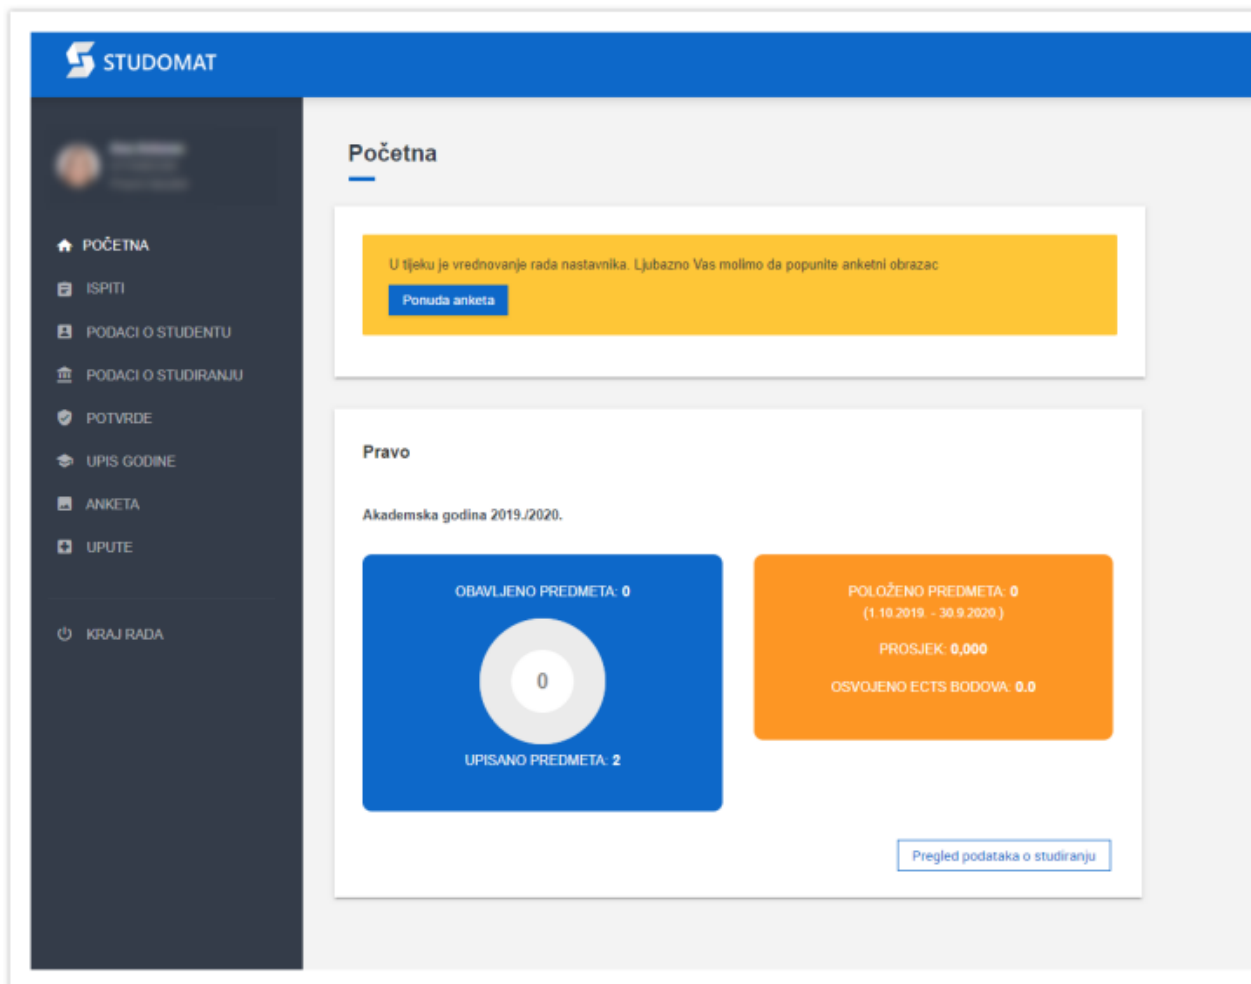 STUDOMAT
POČETNA
ISPITI
PODACI O STUDENTU
PODACI O STUDIRANJU
POTVRDE
UPIS GODINE
ANKETA
UPUTE
KRAJ RADA
Početna
U tijeku je vrednovanje rada nastavnika. Ljubazno Vas molimo da popunite anketni obrazac
Ponuda anketa
Pravo
Akademska godina 2019./2020.
OBAVLJENO PREDMETA: 0
0
UPISANO PREDMETA: 2
POLOŽENO PREDMETA: 0
(1.10.2019. - 30.9.2020.)
PROSJEK: 0,000
OSVOJENO ECTS BODOVA: 0.0
Pregled podataka o studiranju